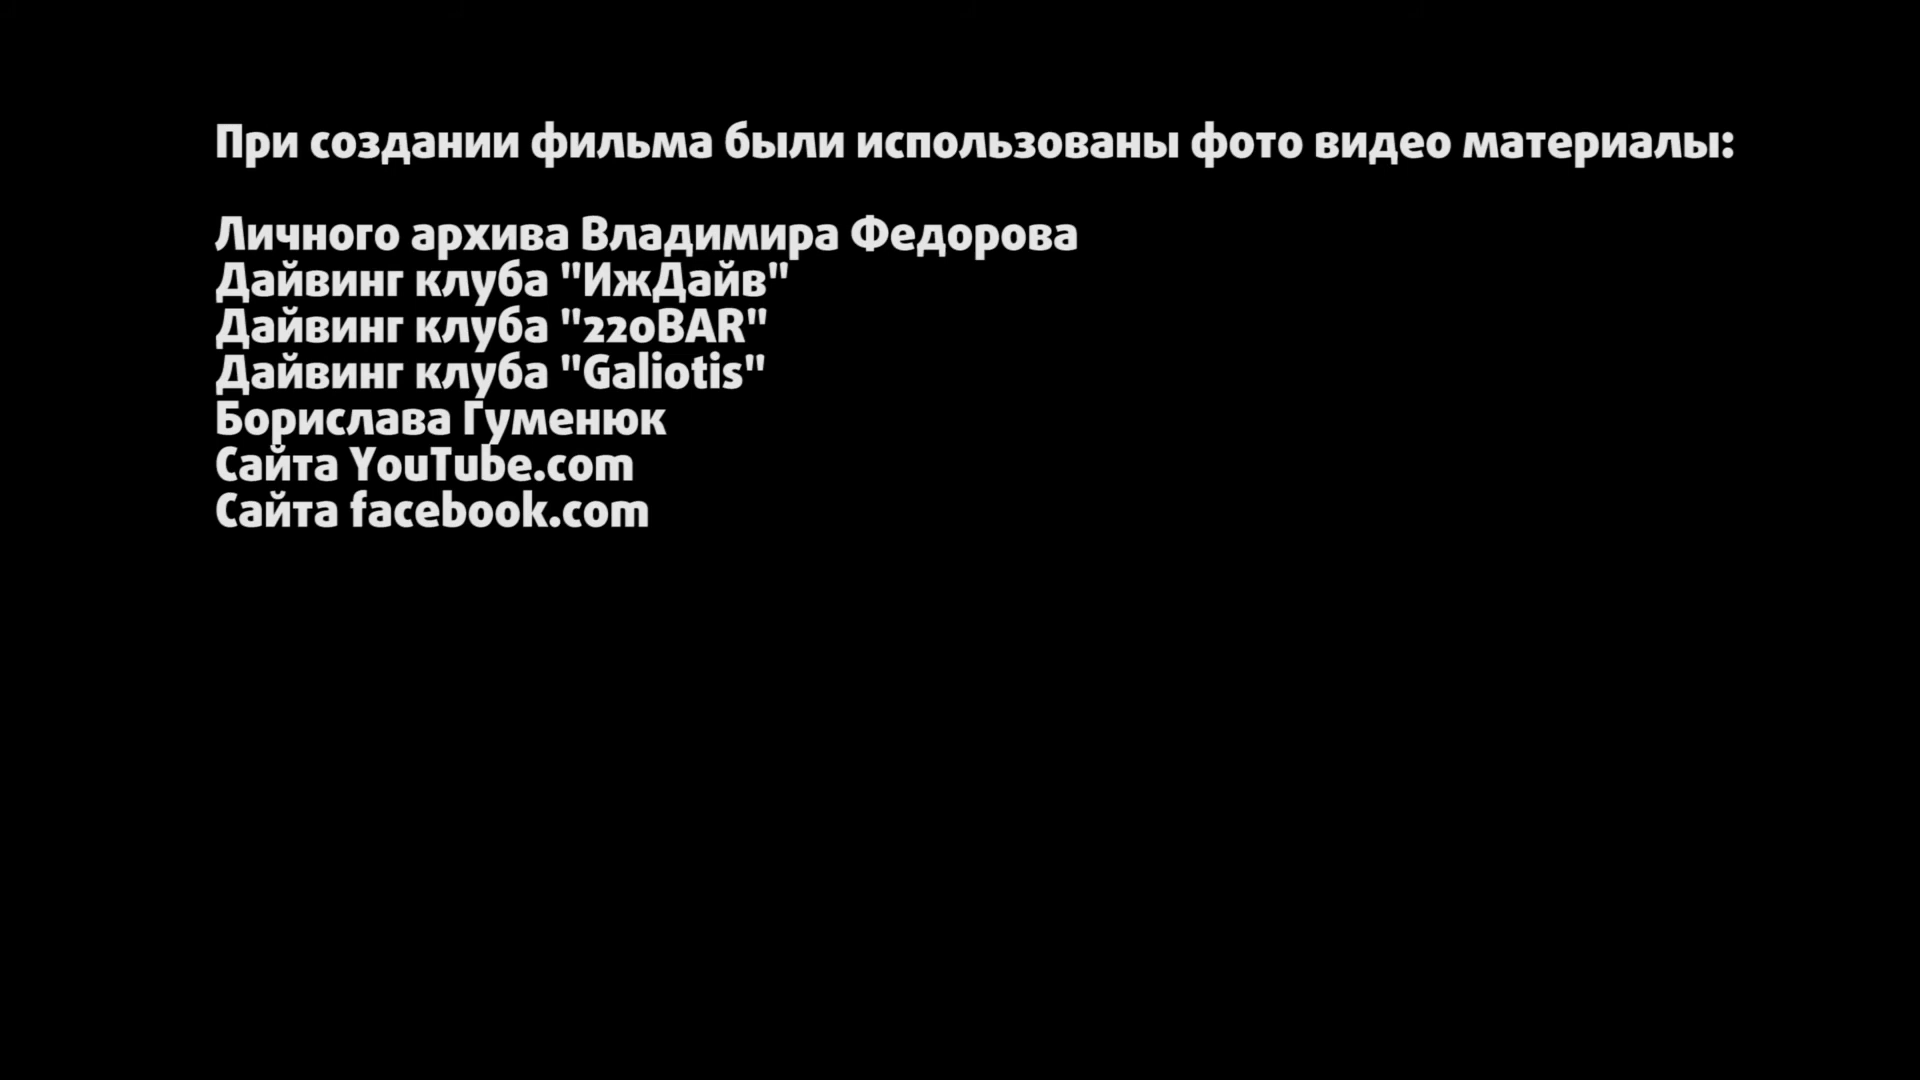 При создании фильма были использованы фото видео материалы:
Личного архива Владимира Федорова
Дайвинг клуба "ИжДайв"
Дайвинг клуба "220BAR"
Дайвинг клуба "Galiotis"
Борислава Гуменюк
Сайта YouTube.com
Сайта facebook.com